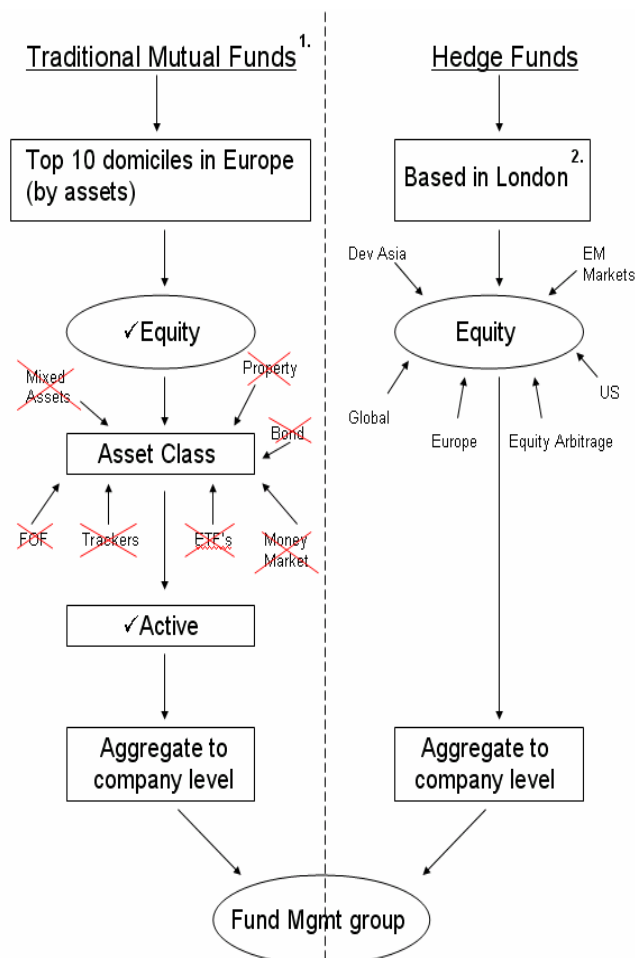 Traditional Mutual Funds 1.
Top 10 domiciles in Europe
(by assets)
✓Equity
Mixed
Assets
Property
Bond
Asset Class
FOF
Trackers
ETF's
Money
Market
✓Active
Aggregate to
company level
Hedge Funds
Based in London 2.
Dev Asia
EM
Markets
Equity
US
Global
Europe
Equity Arbitrage
Aggregate to
company level
Fund Mgmt group